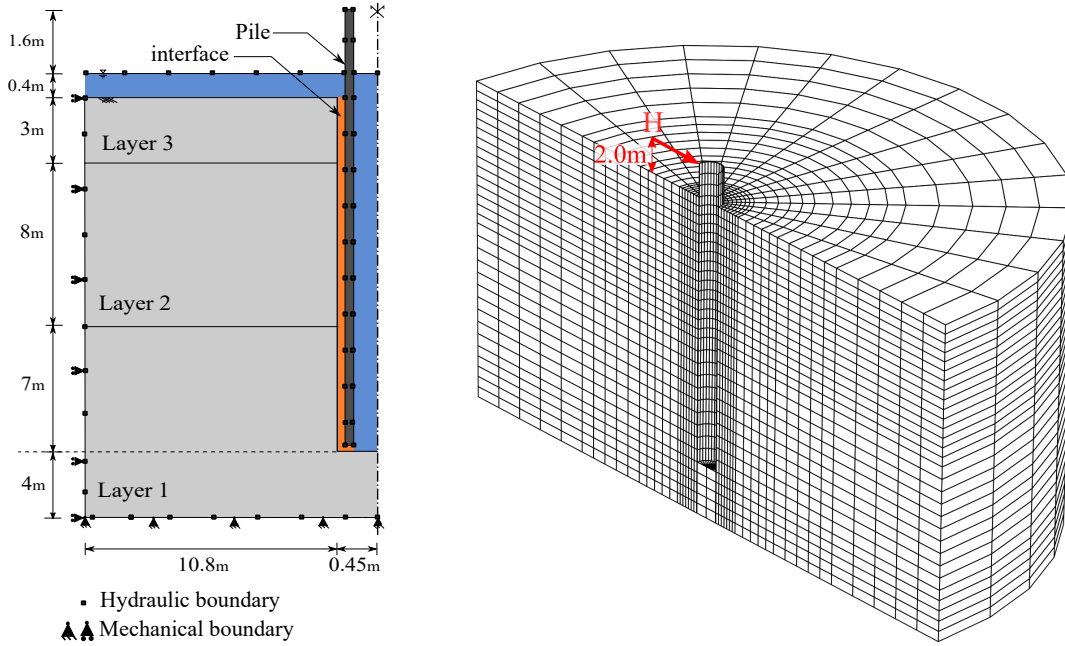 1.6m
Pile
interface
0.4m
3m
Layer 3
8m
Layer 2
7m
4m
Layer 1
10.8m
0.45m
Hydraulic boundary
Mechanical boundary
H
2.0m